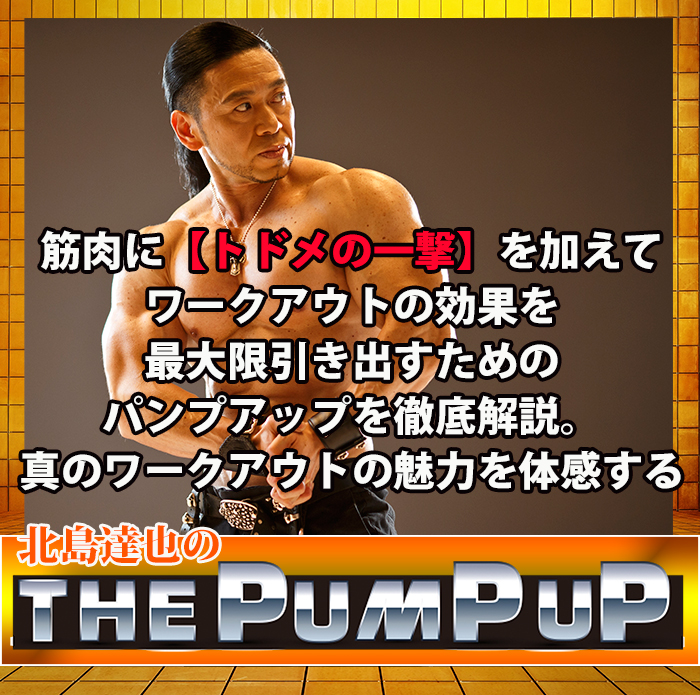 筋肉に【トドメの一撃】を加えて
ワークアウトの効果を
最大限引き出すための
パンプアップを徹底解説。
真のワークアウトの魅力を体感する
北島達也の
THE PUMP UP